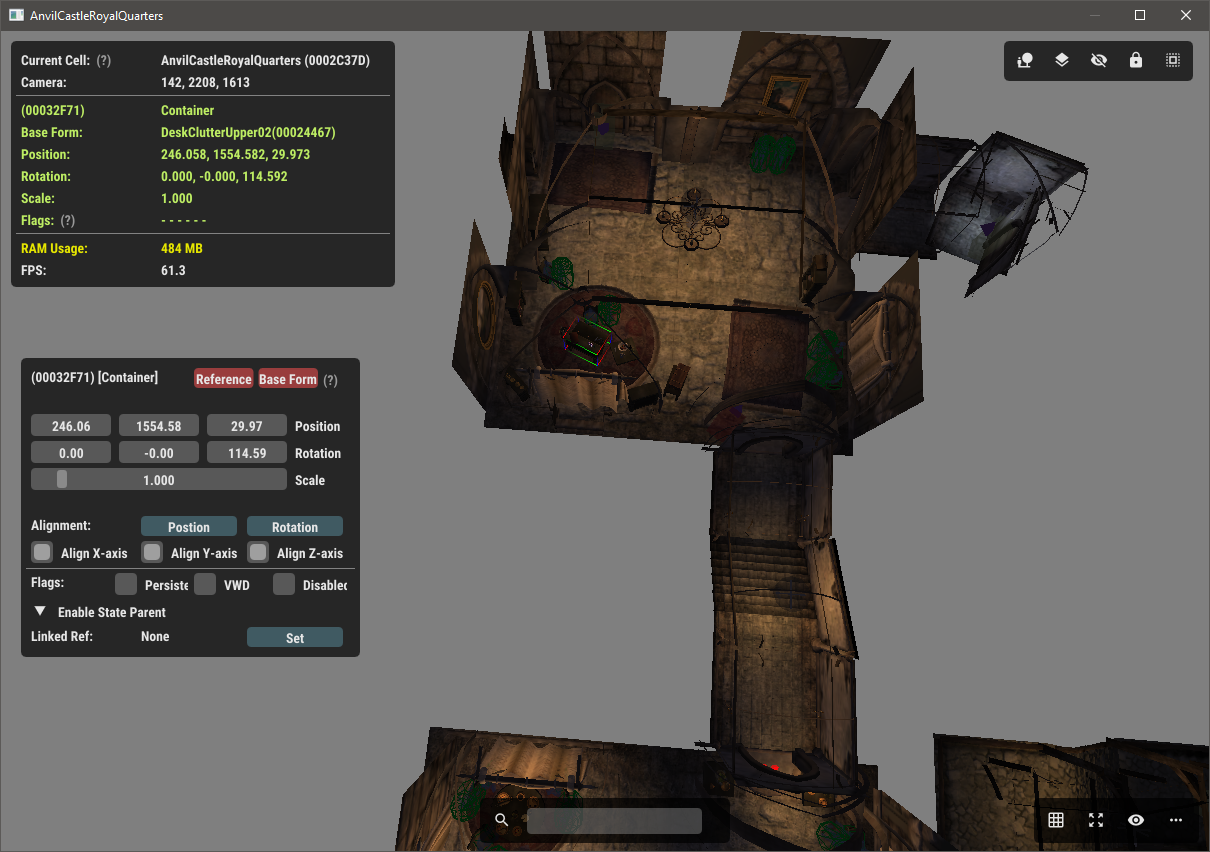 AnvilCastleRoyalQuarters
Current Cell: (?) AnvilCastleRoyalQuarters (0002C37D)
Camera: 142, 2208, 1613
(00032F71) Container
Base Form: DeskClutterUpper02(00024467)
Position: 246.058, 1554.582, 29.973
Rotation: 0.000, -0.000, 114.592
Scale: 1.000
Flags: (?) - - - - - -
RAM Usage: 484 MB
FPS: 61.3
(00032F71) [Container] Reference Base Form (?)
246.06 1554.58 29.97 Position
0.00 -0.00 114.59 Rotation
1.000 Scale
Alignment: Postion Rotation
Align X-axis Align Y-axis Align Z-axis
Flags: Persiste VWD Disabled
Enable State Parent
Linked Ref: None Set